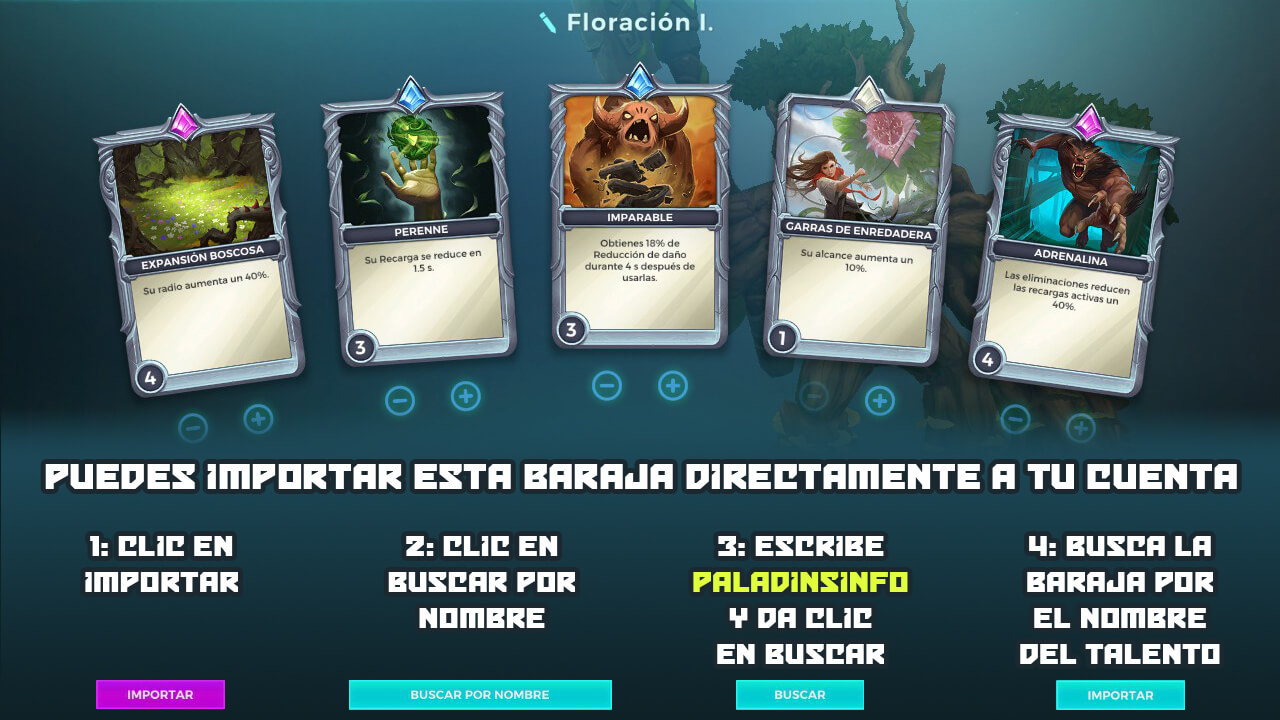 Floración I.
EXPANSIÓN BOSCOSA
Su radio aumenta un 40%.
4
PERENNE
Su Recarga se reduce en
1.5 s.
3
IMPARABLE
Obtienes 18% de
Reducción de daño
durante 4 s después de
usarlas.
3
GARRAS DE ENREDADERA
Su alcance aumenta un
10%.
1
ADRENALINA
Las eliminaciones reducen
las recargas activas un
40%.
4
PUEDES IMPORTAR ESTA BARAJA DIRECTAMENTE A TU CUENTA
1: CLIC EN
IMPORTAR
IMPORTAR
2: CLIC EN
BUSCAR POR
NOMBRE
BUSCAR POR NOMBRE
3: ESCRIBE
PALADINSINFO
Y DA CLIC
EN BUSCAR
BUSCAR
4: BUSCA LA
BARAJA POR
EL NOMBRE
DEL TALENTO
IMPORTAR